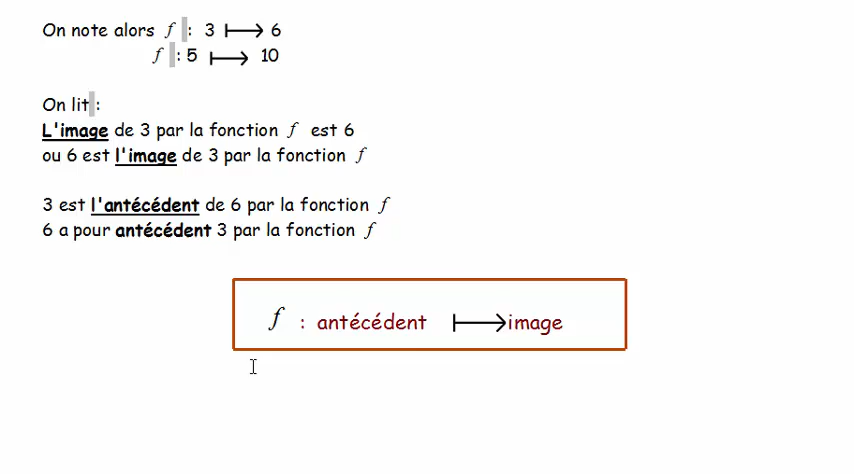 On note alors f : 3 ⟼ 6
f : 5 ⟼ 10
On lit :
L'image de 3 par la fonction f est 6
ou 6 est l'image de 3 par la fonction f
3 est l'antécédent de 6 par la fonction f
6 a pour antécédent 3 par la fonction f
f : antécédent ⟼ image